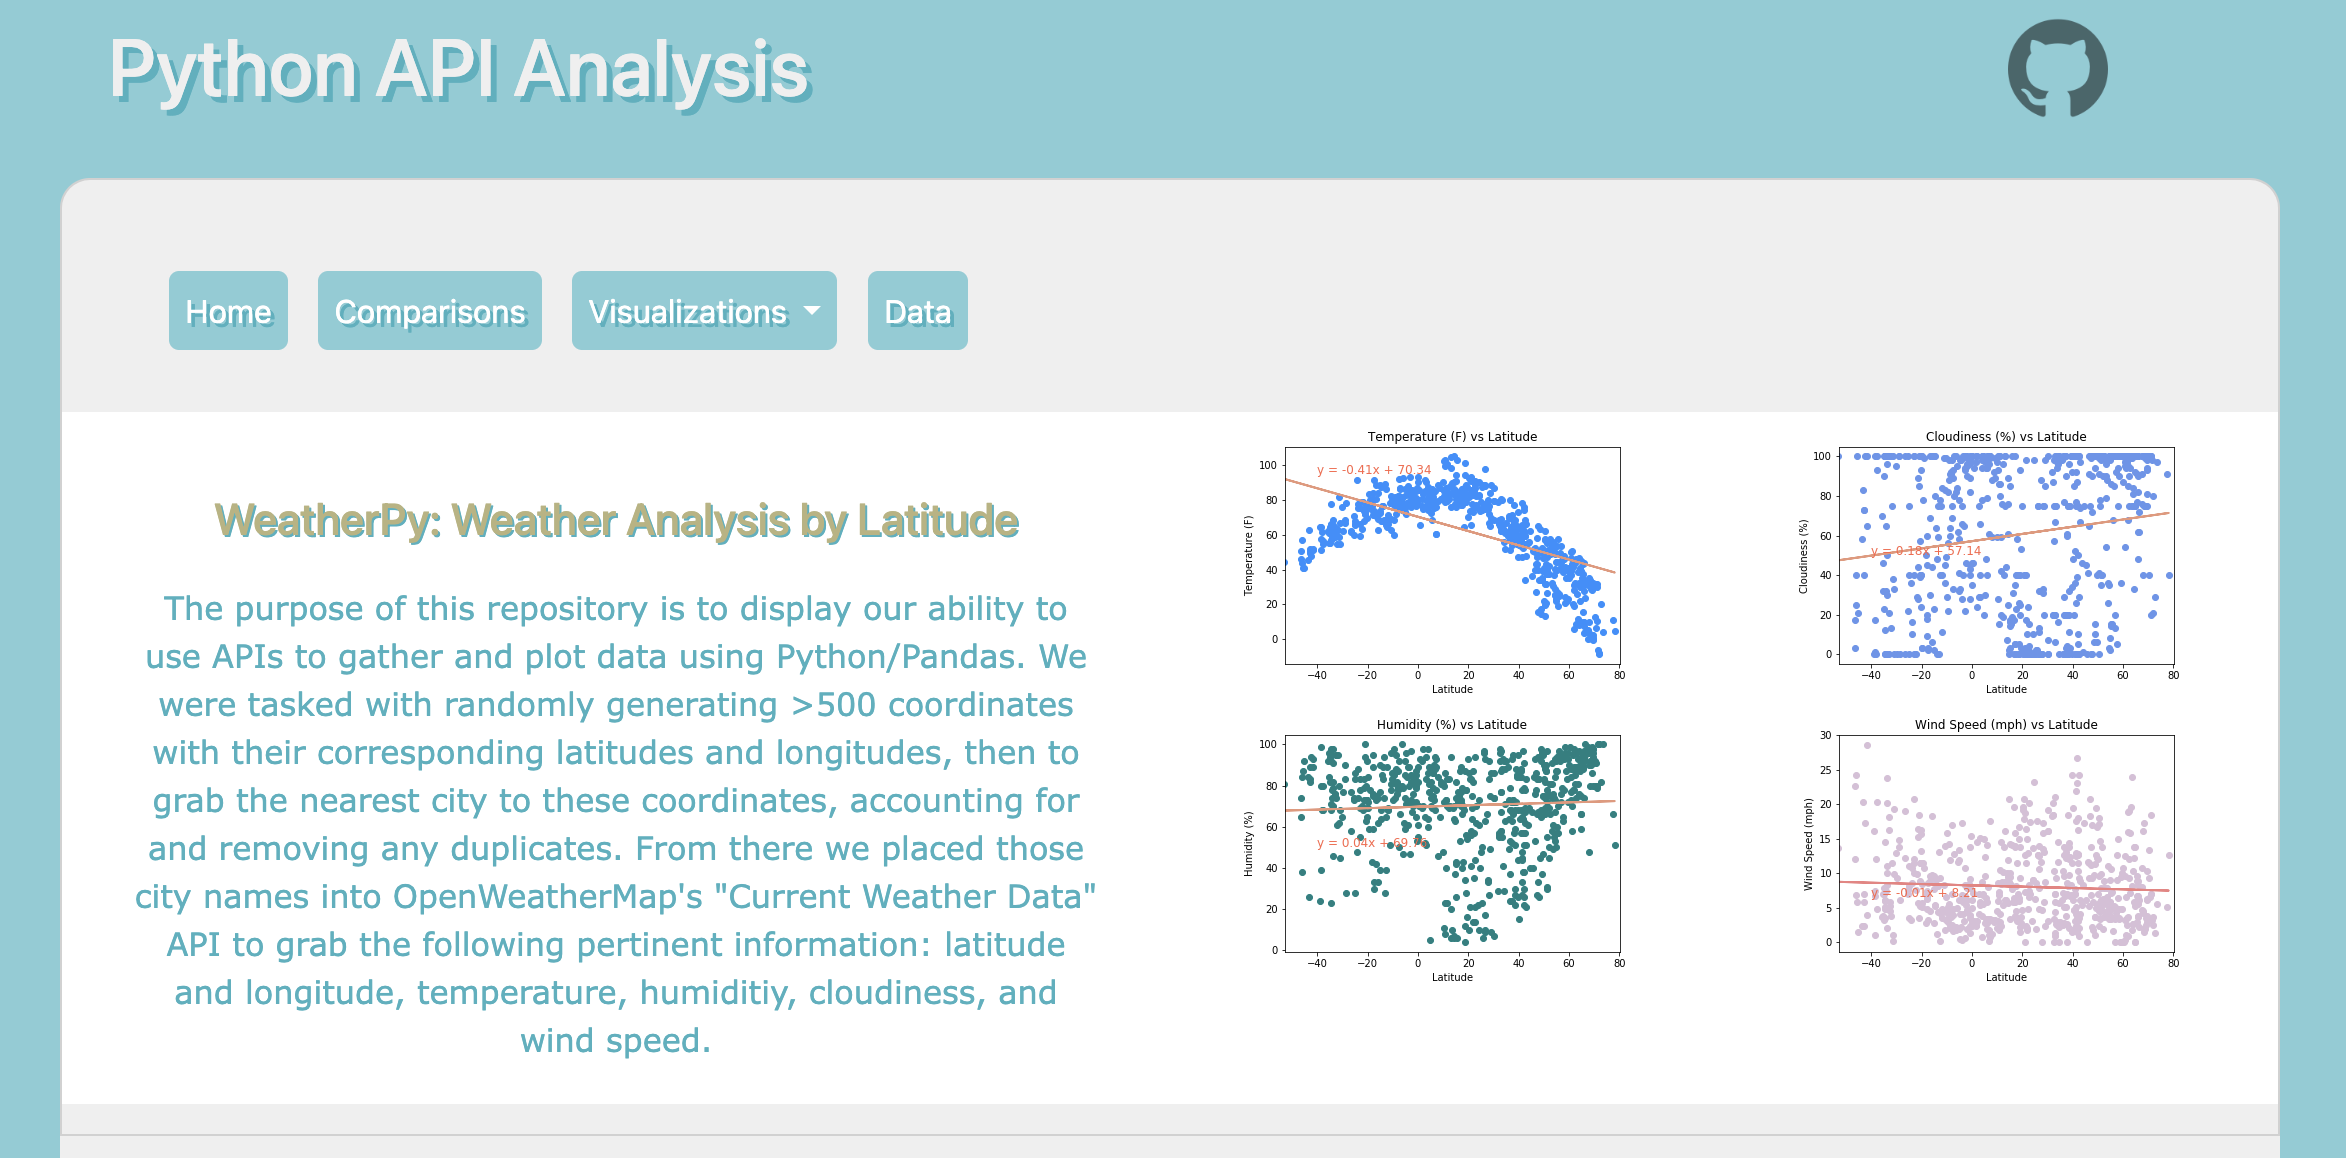 Python API Analysis
Home
Comparisons
Visualizations
Data
WeatherPy: Weather Analysis by Latitude
The purpose of this repository is to display our ability to
use APIs to gather and plot data using Python/Pandas. We
were tasked with randomly generating >500 coordinates
with their corresponding latitudes and longitudes, then to
grab the nearest city to these coordinates, accounting for
and removing any duplicates. From there we placed those
city names into OpenWeatherMap's "Current Weather Data"
API to grab the following pertinent information: latitude
and longitude, temperature, humiditiy, cloudiness, and
wind speed.
Temperature (F) vs Latitude
y = -0.41x + 70.34
Temperature (F)
100
80
60
40
20
0
−40 −20 0 20 40 60 80
Latitude
Cloudiness (%) vs Latitude
y = 0.18x + 57.14
Cloudiness (%)
100
80
60
40
20
0
−40 −20 0 20 40 60 80
Latitude
Humidity (%) vs Latitude
y = 0.04x +
Humidity (%)
100
80
60
40
20
0
−40 −20 0 20 40 60 80
Latitude
Wind Speed (mph) vs Latitude
y = -0.01x + 8.21
Wind Speed (mph)
30
25
20
15
10
5
0
−40 −20 0 20 40 60 80
Latitude